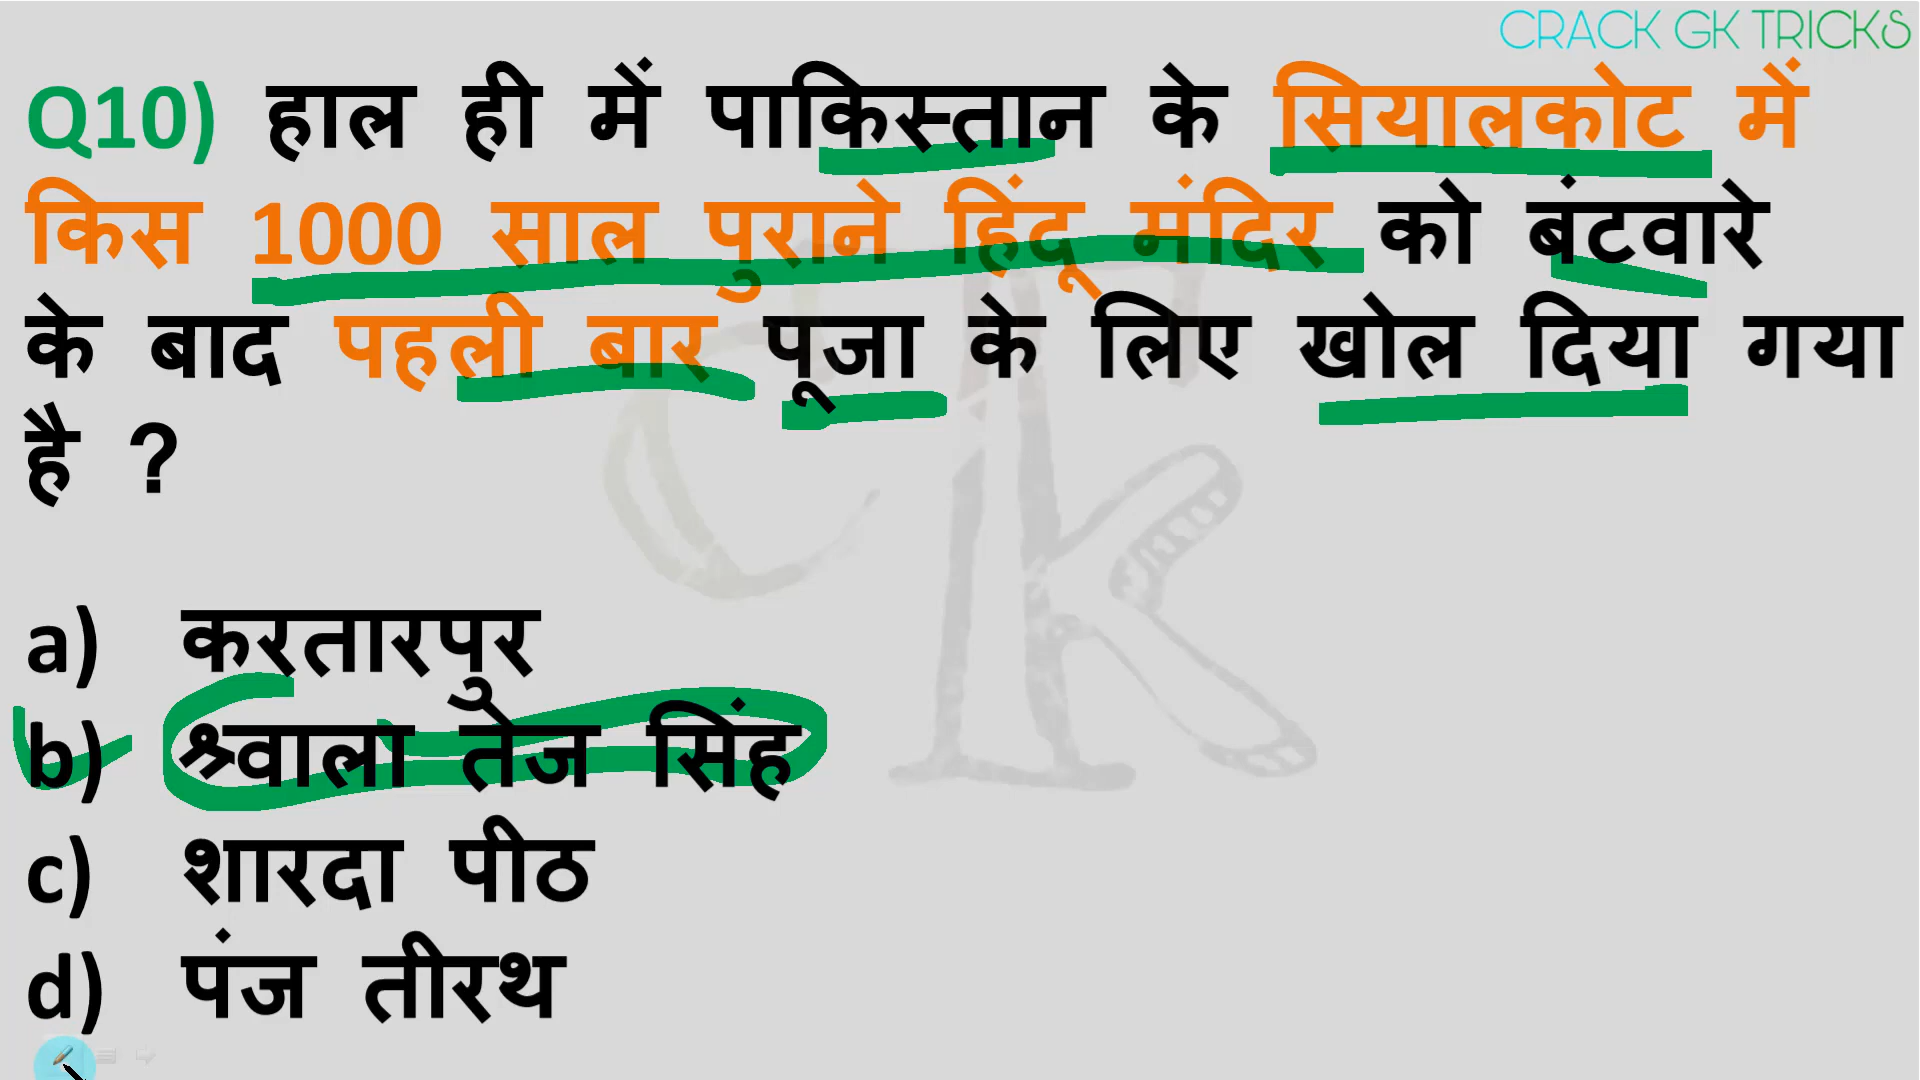 CRACK GK TRICKS
Q10) हाल ही में पाकिस्तान के सियालकोट में
किस 1000 साल पुराने हिंदू मंदिर को बंटवारे
के बाद पहली बार पूजा के लिए खोल दिया गया
है ?
a) करतारपुर
b) श्वाला तेज सिंह
c) शारदा पीठ
d) पंज तीरथ